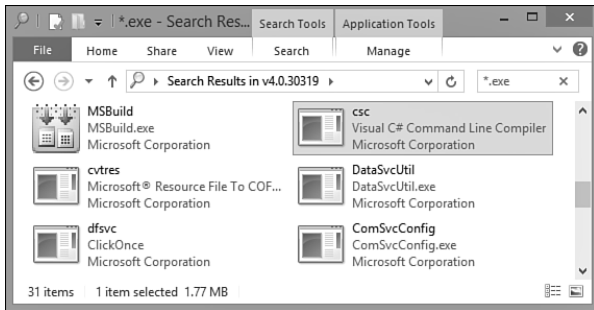 *.exe - Search Res...
Search Tools
Application Tools
File
Home
Share
View
Search
Manage
Search Results in v4.0.30319
*.exe
MSBuild
MSBuild.exe
Microsoft Corporation
csc
Visual C# Command Line Compiler
Microsoft Corporation
cvtres
Microsoft® Resource File To COF...
Microsoft Corporation
DataSvcUtil
DataSvcUtil.exe
Microsoft Corporation
dfsvc
ClickOnce
Microsoft Corporation
ComSvcConfig
ComSvcConfig.exe
Microsoft Corporation
31 items 1 item selected 1.77 MB